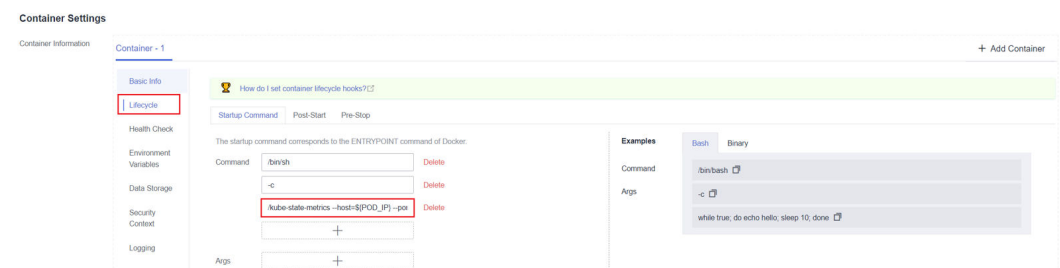 Container Settings
Container Information
Container - 1
+ Add Container
Basic Info
Lifecycle
Health Check
Environment
Variables
Data Storage
Security
Context
Logging
How do I set container lifecycle hooks?
Startup Command Post-Start Pre-Stop
The startup command corresponds to the ENTRYPOINT command of Docker.
Command /bin/sh Delete
-c Delete
/kube-state-metrics --host=${POD_IP} --por Delete
+
Args +
Examples Bash Binary
Command /bin/bash
Args -c
while true; do echo hello; sleep 10; done